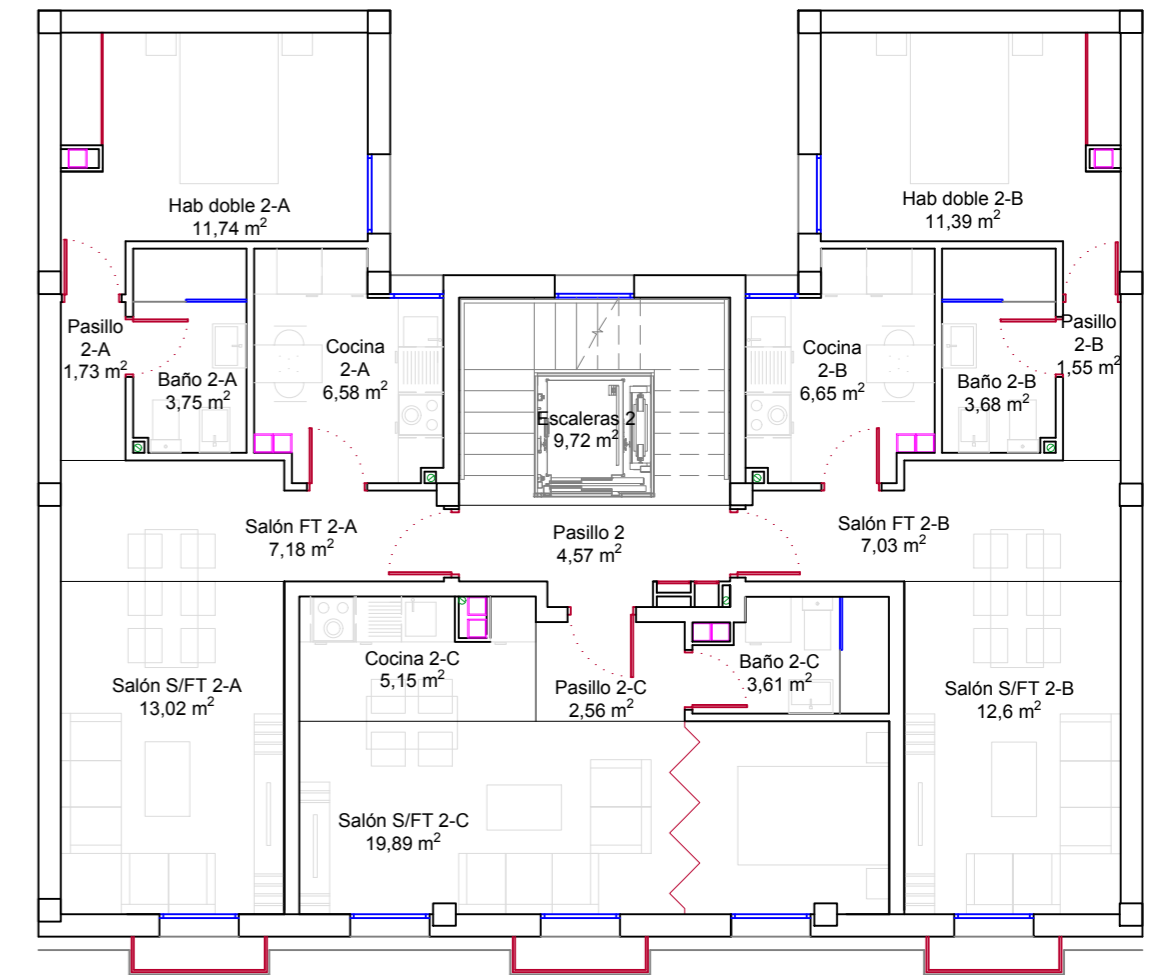 Hab doble 2-A
11,74 m²
Hab doble 2-B
11,39 m²
Pasillo
2-A
1,73 m²
Baño 2-A
3,75 m²
Cocina
2-A
6,58 m²
Escaleras 2
9,72 m²
Cocina
2-B
6,65 m²
Baño 2-B
3,68 m²
Pasillo
2-B
1,55 m²
Salón FT 2-A
7,18 m²
Pasillo 2
4,57 m²
Salón FT 2-B
7,03 m²
Salón S/FT 2-A
13,02 m²
Cocina 2-C
5,15 m²
Pasillo 2-C
2,56 m²
Baño 2-C
3,61 m²
Salón S/FT 2-B
12,6 m²
Salón S/FT 2-C
19,89 m²